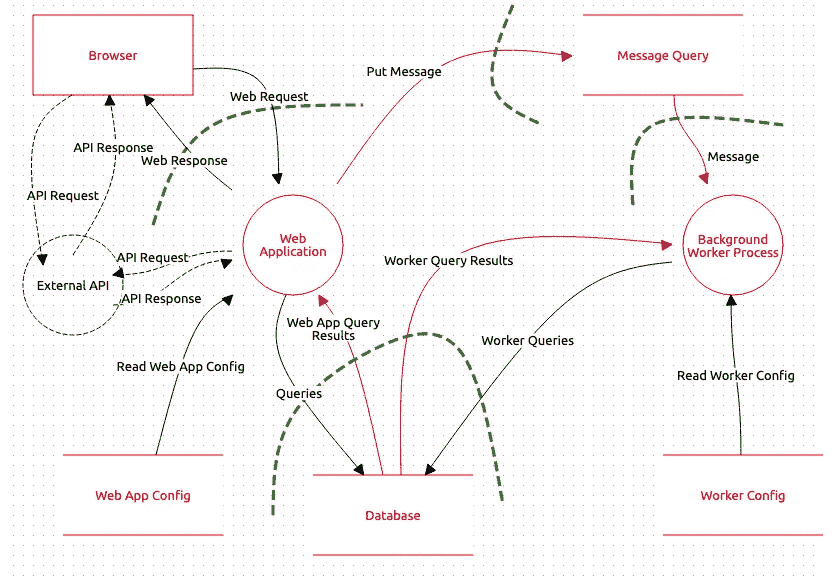 Browser
Message Query
Put Message
Web Request
API Response
Web Response
Message
API Request
Web
Application
Background
Worker Process
API Request
Worker Query Results
External API
API Response
Web App Query
Results
Worker Queries
Read Web App Config
Read Worker Config
Queries
Web App Config
Worker Config
Database